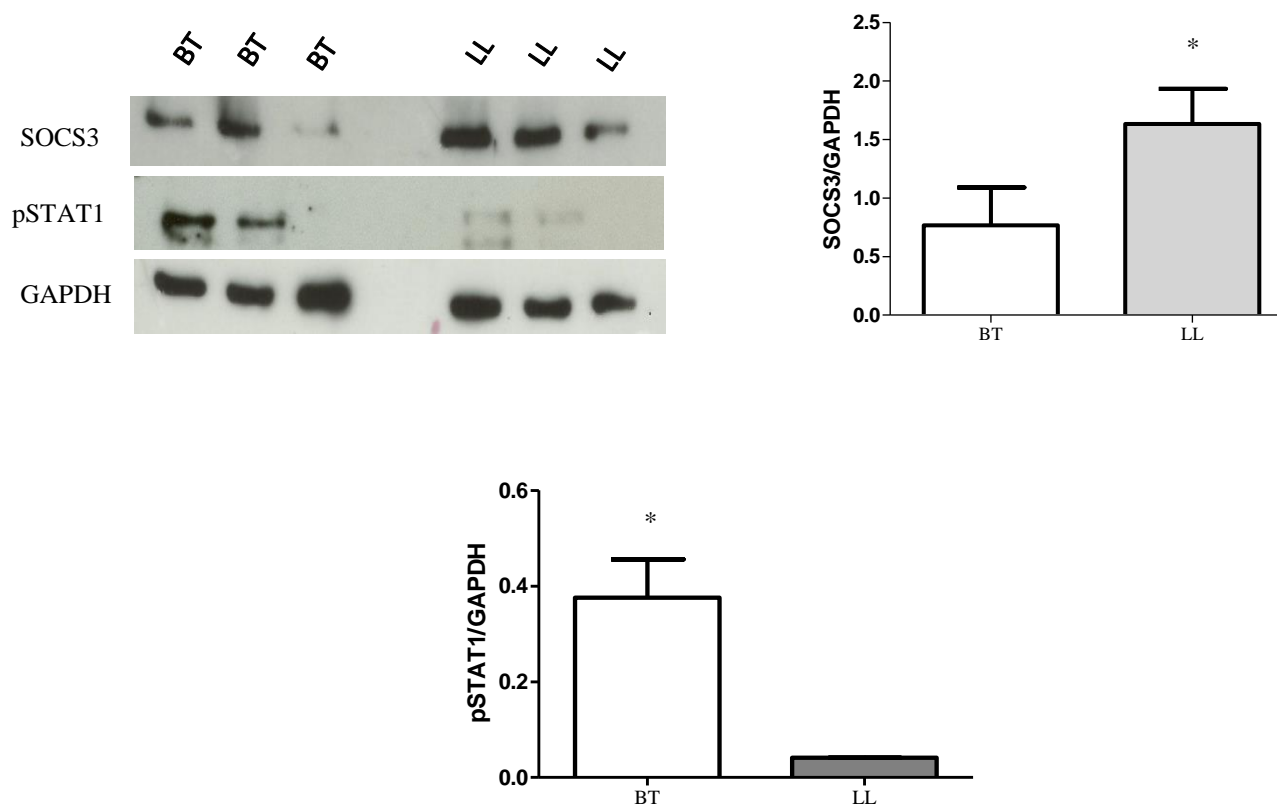 BT BT BT LL LL LL
SOCS3
pSTAT1
GAPDH
SOCS3/GAPDH
2.5
*
2.0
1.5
1.0
0.5
0.0
BT LL
pSTAT1/GAPDH
0.6
*
0.4
0.2
0.0
BT LL